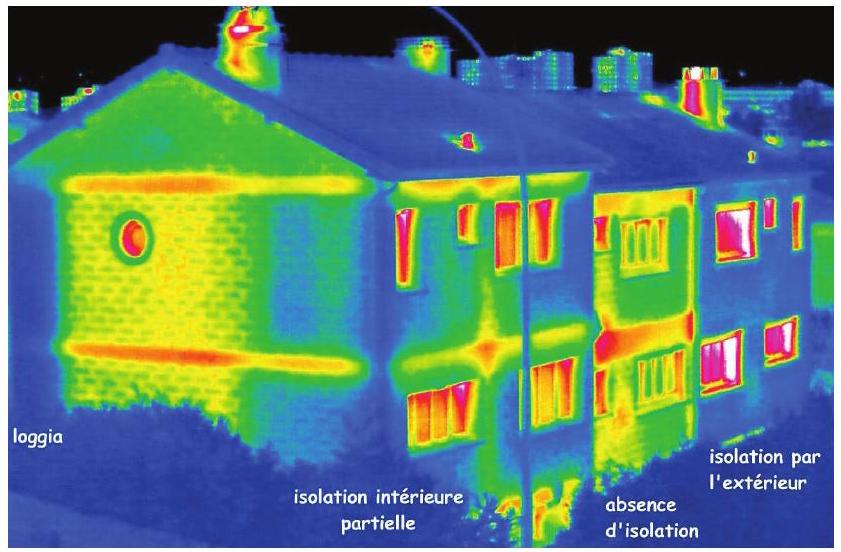 loggia
isolation intérieure
partielle
absence
d'isolation
isolation par
l'extérieur